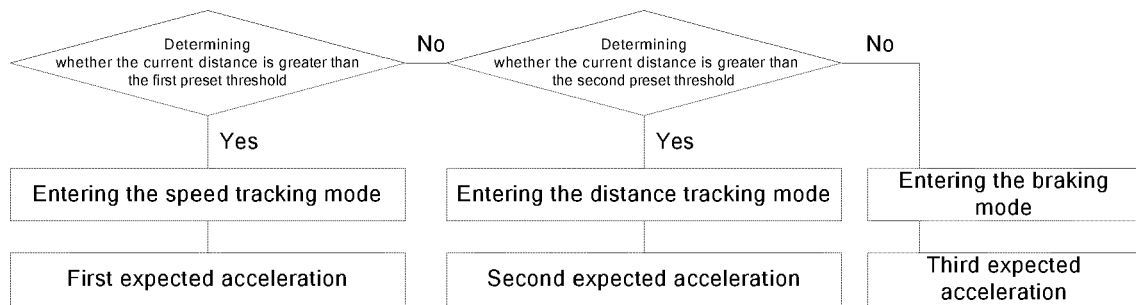 Determining
whether the current distance is greater than
the first preset threshold
No
Determining
whether the current distance is greater than
the second preset threshold
No
Yes
Yes
Entering the speed tracking mode
Entering the distance tracking mode
Entering the braking
mode
First expected acceleration
Second expected acceleration
Third expected
acceleration